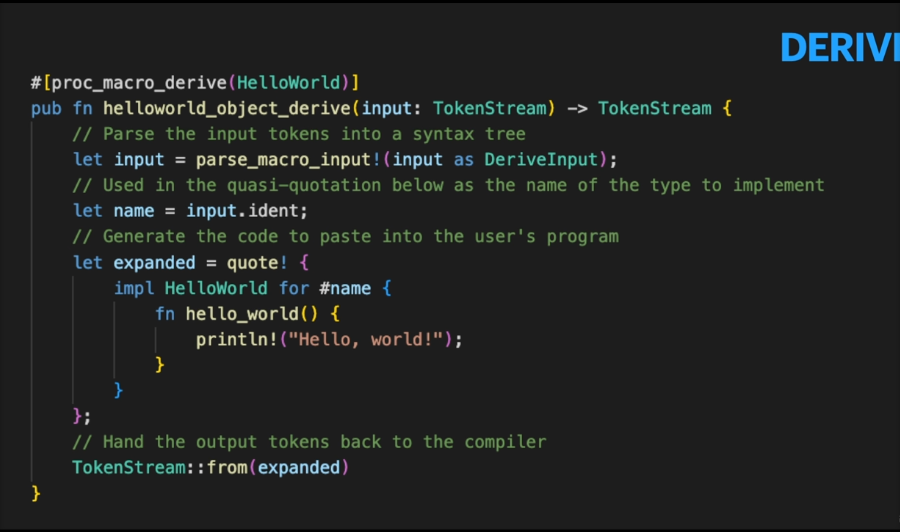 DERIVE
#[proc_macro_derive(HelloWorld)]
pub fn helloworld_object_derive(input: TokenStream) -> TokenStream {
    // Parse the input tokens into a syntax tree
    let input = parse_macro_input!(input as DeriveInput);
    // Used in the quasi-quotation below as the name of the type to implement
    let name = input.ident;
    // Generate the code to paste into the user's program
    let expanded = quote! {
        impl HelloWorld for #name {
            fn hello_world() {
                println!("Hello, world!");
            }
        }
    };
    // Hand the output tokens back to the compiler
    TokenStream::from(expanded)
}